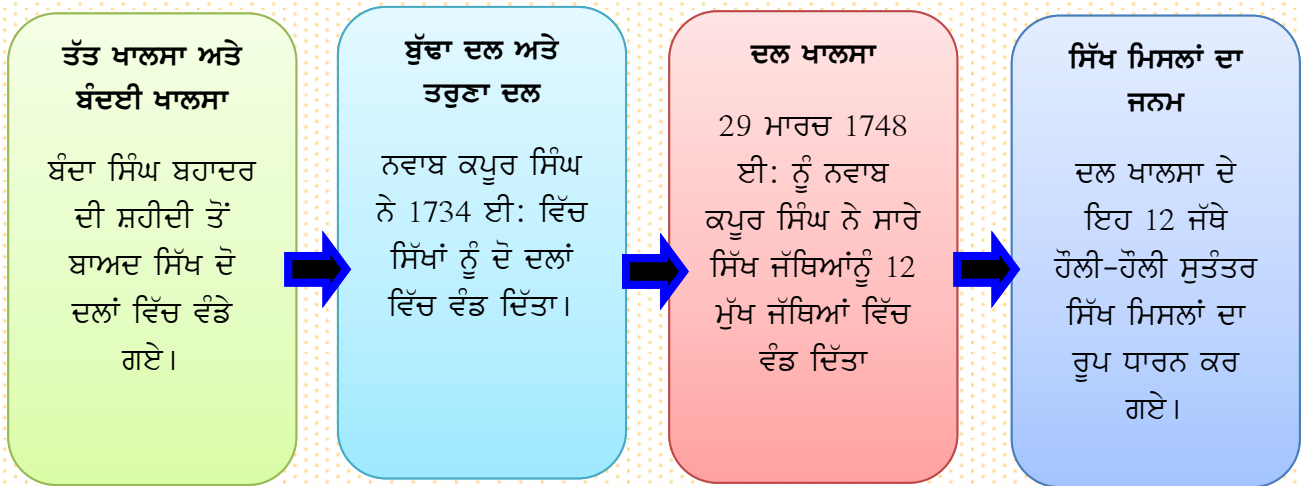 ਤੱਤ ਖਾਲਸਾ ਅਤੇ
ਬੰਦਈ ਖਾਲਸਾ
ਬੰਦਾ ਸਿੰਘ ਬਹਾਦਰ
ਦੀ ਸ਼ਹੀਦੀ ਤੋਂ
ਬਾਅਦ ਸਿੱਖ ਦੋ
ਦਲਾਂ ਵਿੱਚ ਵੰਡੇ
ਗਏ।
ਬੁੱਢਾ ਦਲ ਅਤੇ
ਤਰੁਣਾ ਦਲ
ਨਵਾਬ ਕਪੂਰ ਸਿੰਘ
ਨੇ 1734 ਈ: ਵਿੱਚ
ਸਿੱਖਾਂ ਨੂੰ ਦੋ ਦਲਾਂ
ਵਿੱਚ ਵੰਡ ਦਿੱਤਾ।
ਦਲ ਖਾਲਸਾ
29 ਮਾਰਚ 1748
ਈ: ਨੂੰ ਨਵਾਬ
ਕਪੂਰ ਸਿੰਘ ਨੇ ਸਾਰੇ
ਸਿੱਖ ਜੱਥਿਆਂਨੂੰ 12
ਮੁੱਖ ਜੱਥਿਆਂ ਵਿੱਚ
ਵੰਡ ਦਿੱਤਾ
ਸਿੱਖ ਮਿਸਲਾਂ ਦਾ
ਜਨਮ
ਦਲ ਖਾਲਸਾ ਦੇ
ਇਹ 12 ਜੱਥੇ
ਹੌਲੀ-ਹੌਲੀ ਸੁਤੰਤਰ
ਸਿੱਖ ਮਿਸਲਾਂ ਦਾ
ਰੂਪ ਧਾਰਨ ਕਰ
ਗਏ।